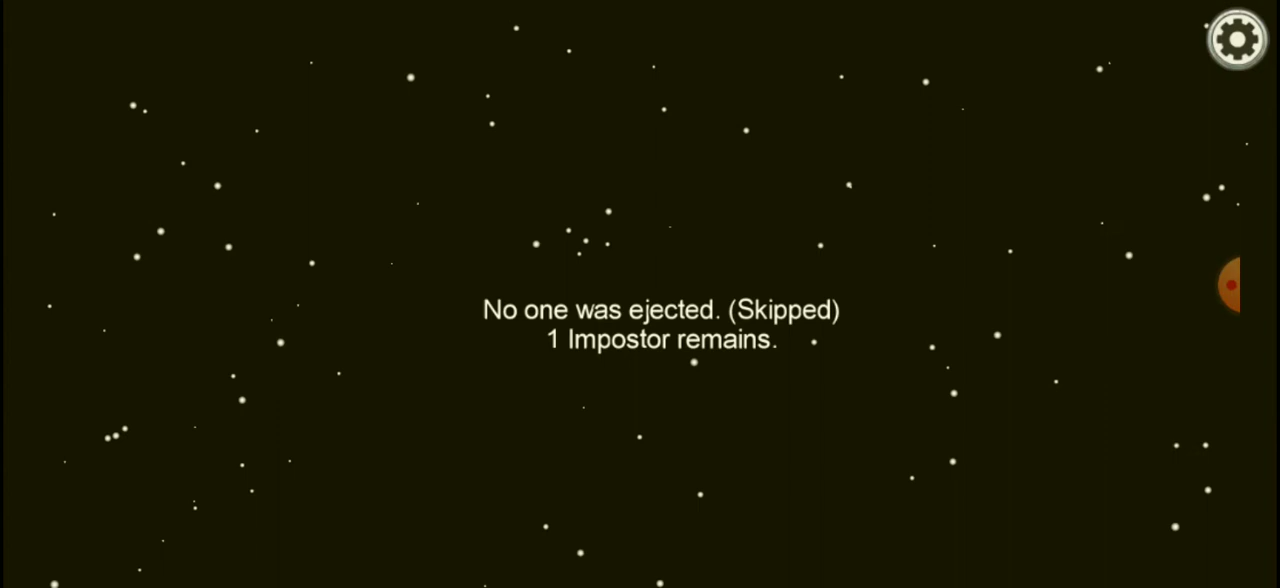 No one was ejected. (Skipped)
1 Impostor remains.